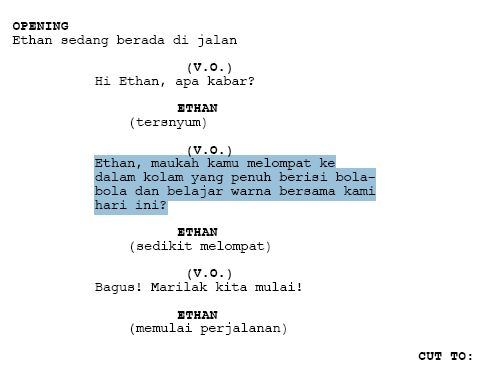 OPENING
Ethan sedang berada di jalan
(V.O.)
Hi Ethan, apa kabar?
ETHAN
(tersnyum)
(V.O.)
Ethan, maukah kamu melompat ke
dalam kolam yang penuh berisi bola-
bola dan belajar warna bersama kami
hari ini?
ETHAN
(sedikit melompat)
(V.O.)
Bagus! Marilak kita mulai!
ETHAN
(memulai perjalanan)
CUT TO: